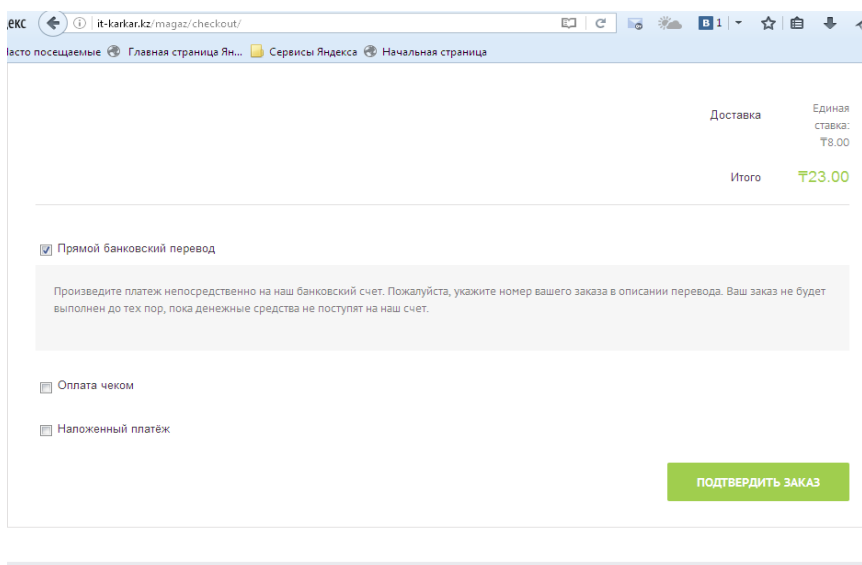 екс it-karkar.kz/magaz/checkout/ В 1
Часто посещаемые Главная страница Ян... Сервисы Яндекса Начальная страница
Доставка Единая
ставка:
₸8.00
Итого ₸23.00
Прямой банковский перевод
Произведите платеж непосредственно на наш банковский счет. Пожалуйста, укажите номер вашего заказа в описании перевода. Ваш заказ не будет
выполнен до тех пор, пока денежные средства не поступят на наш счет.
Оплата чеком
Наложенный платёж
ПОДТВЕРДИТЬ ЗАКАЗ